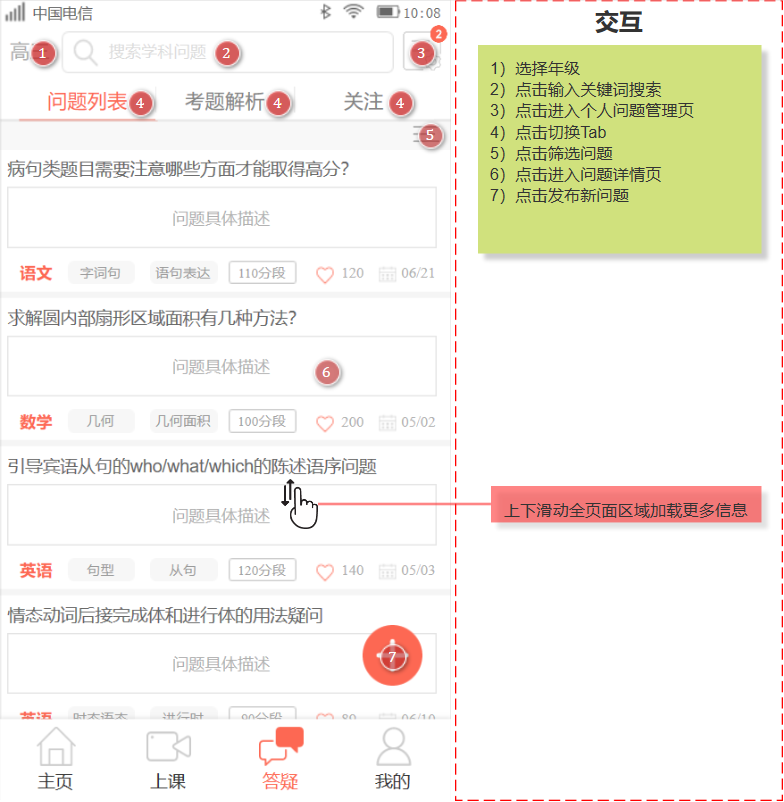 中国电信 10:08
高 1 搜索学科问题 2 3 2
问题列表 4 考题解析 4 关注 4
5
病句类题目需要注意哪些方面才能取得高分?
问题具体描述
语文 字词句 语句表达 110分段 120 06/21
求解圆内部扇形区域面积有几种方法?
问题具体描述 6
数学 几何 几何面积 100分段 200 05/02
引导宾语从句的who/what/which的陈述语序问题
问题具体描述
英语 句型 从句 120分段 140 05/03
情态动词后接完成体和进行体的用法疑问
问题具体描述 7
英语 时态语态 进行时 90分段 80 06/10
主页 上课 答疑 我的
交互
1）选择年级
2）点击输入关键词搜索
3）点击进入个人问题管理页
4）点击切换Tab
5）点击筛选问题
6）点击进入问题详情页
7）点击发布新问题
上下滑动全页面区域加载更多信息